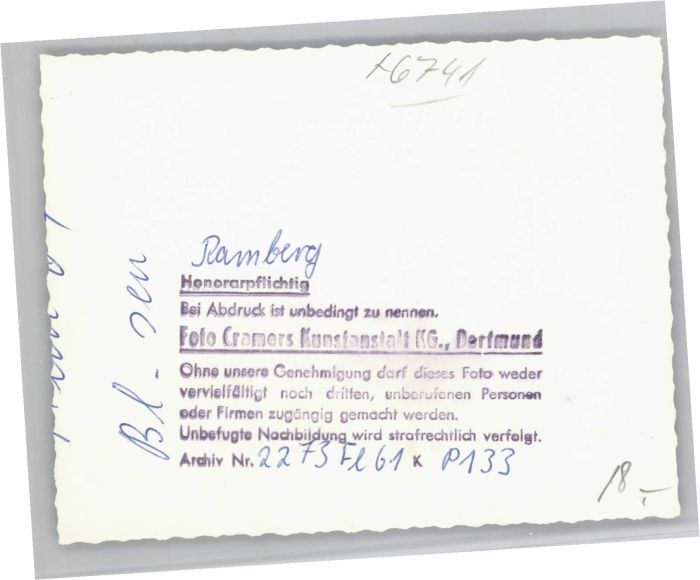 +6741
Ramberg
Honorarpflichtig
Bei Abdruck ist unbedingt zu nennen.
Foto Cramers Kunstanstalt KG., Dortmund
Ohne unsere Genehmigung darf dieses Foto weder
vervielfältigt noch dritten, unberufenen Personen
oder Firmen zugängig gemacht werden.
Unbefugte Nachbildung wird strafrechtlich verfolgt.
Archiv Nr. 2273 Fl 61 K P133
Bl - sen
18,-